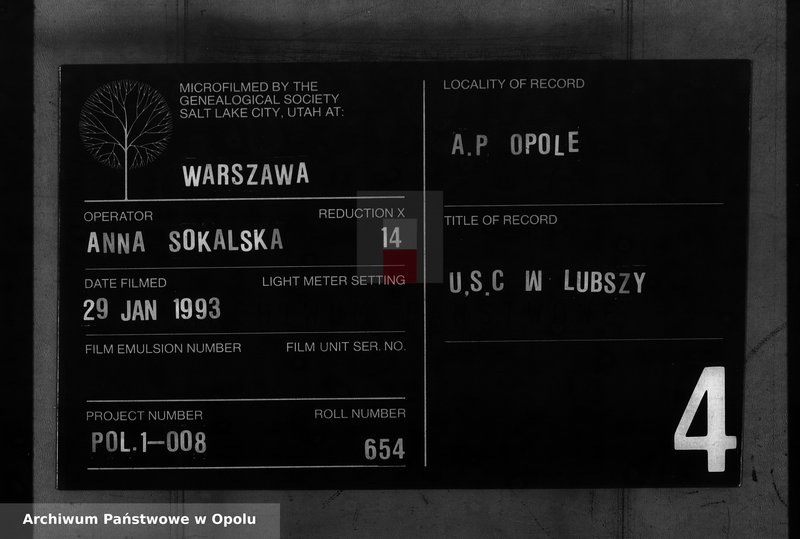 MICROFILMED BY THE
GENEALOGICAL SOCIETY
SALT LAKE CITY, UTAH AT:
WARSZAWA
OPERATOR
REDUCTION X
ANNA SOKALSKA
14
DATE FILMED
LIGHT METER SETTING
29 JAN 1993
FILM EMULSION NUMBER
FILM UNIT SER. NO.
PROJECT NUMBER
ROLL NUMBER
POL.1-008
654
LOCALITY OF RECORD
A.P OPOLE
TITLE OF RECORD
U.S.C W LUBSZY
4
Archiwum Państwowe w Opolu